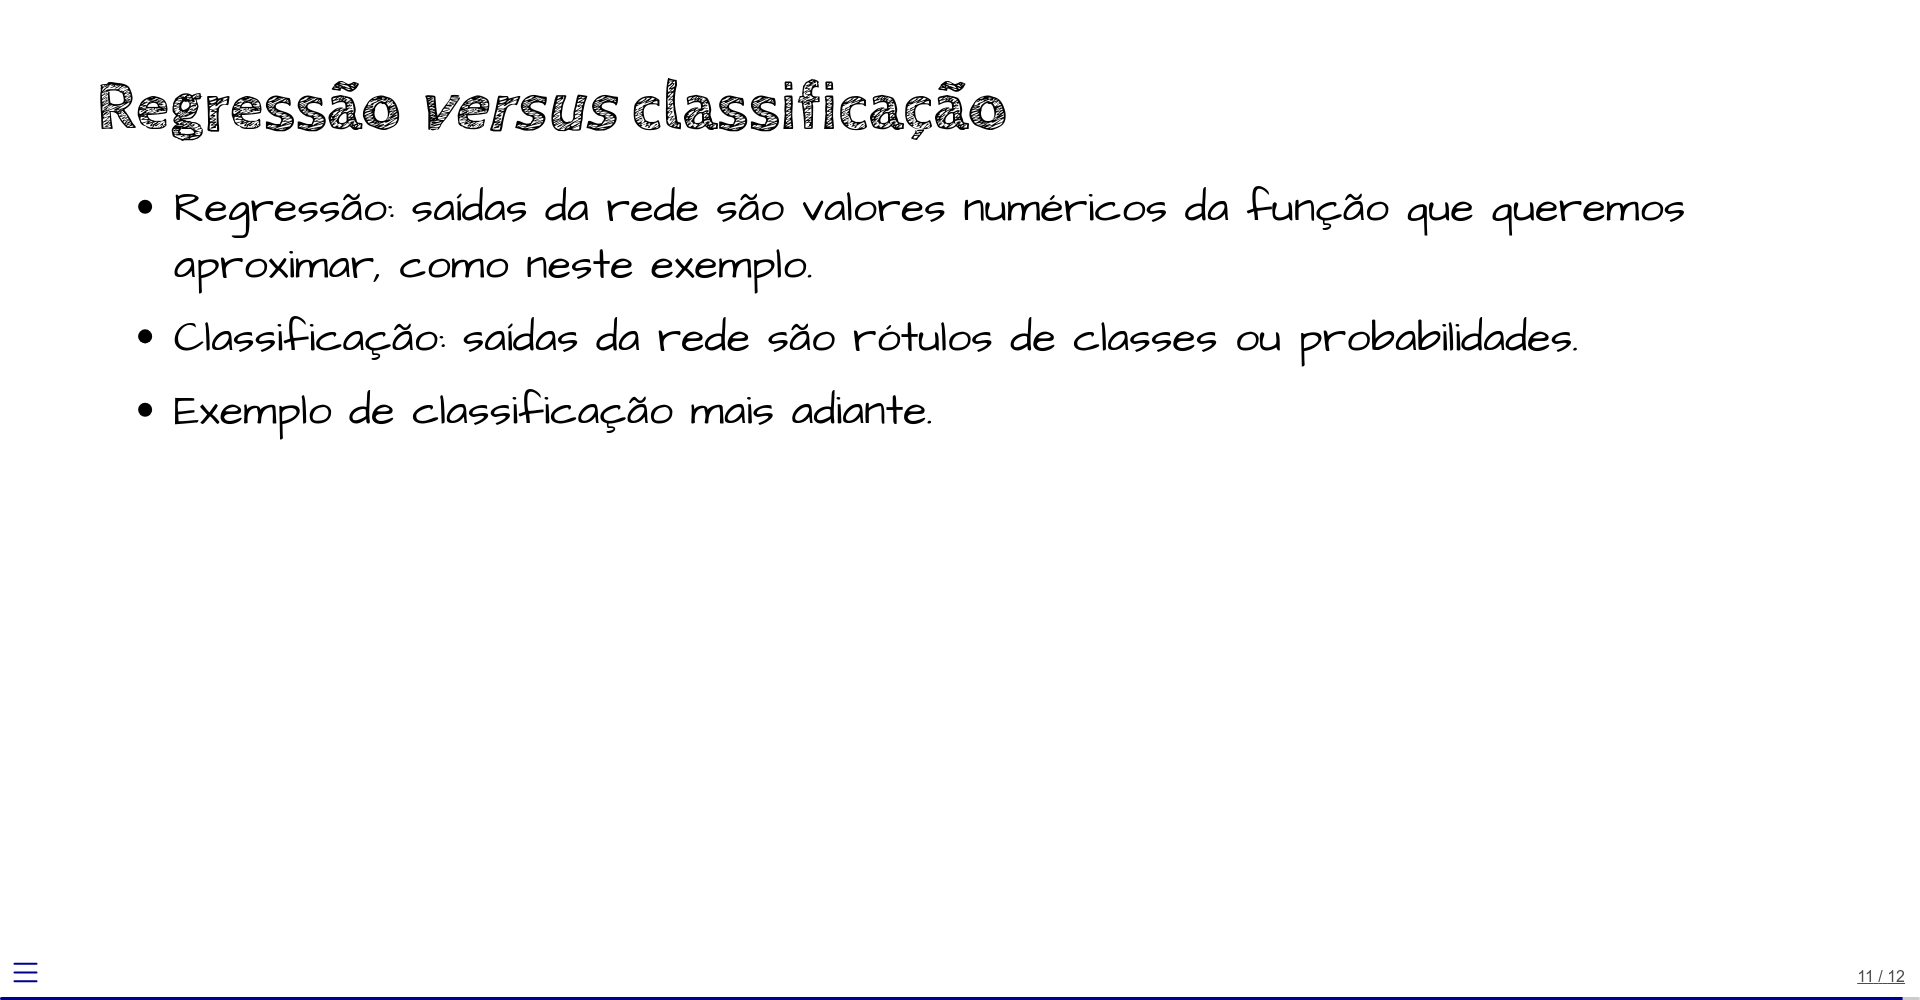 Regressão versus classificação
Regressão: saídas da rede são valores numéricos da função que queremos
aproximar, como neste exemplo.
Classificação: saídas da rede são rótulos de classes ou probabilidades.
Exemplo de classificação mais adiante.
11 / 12